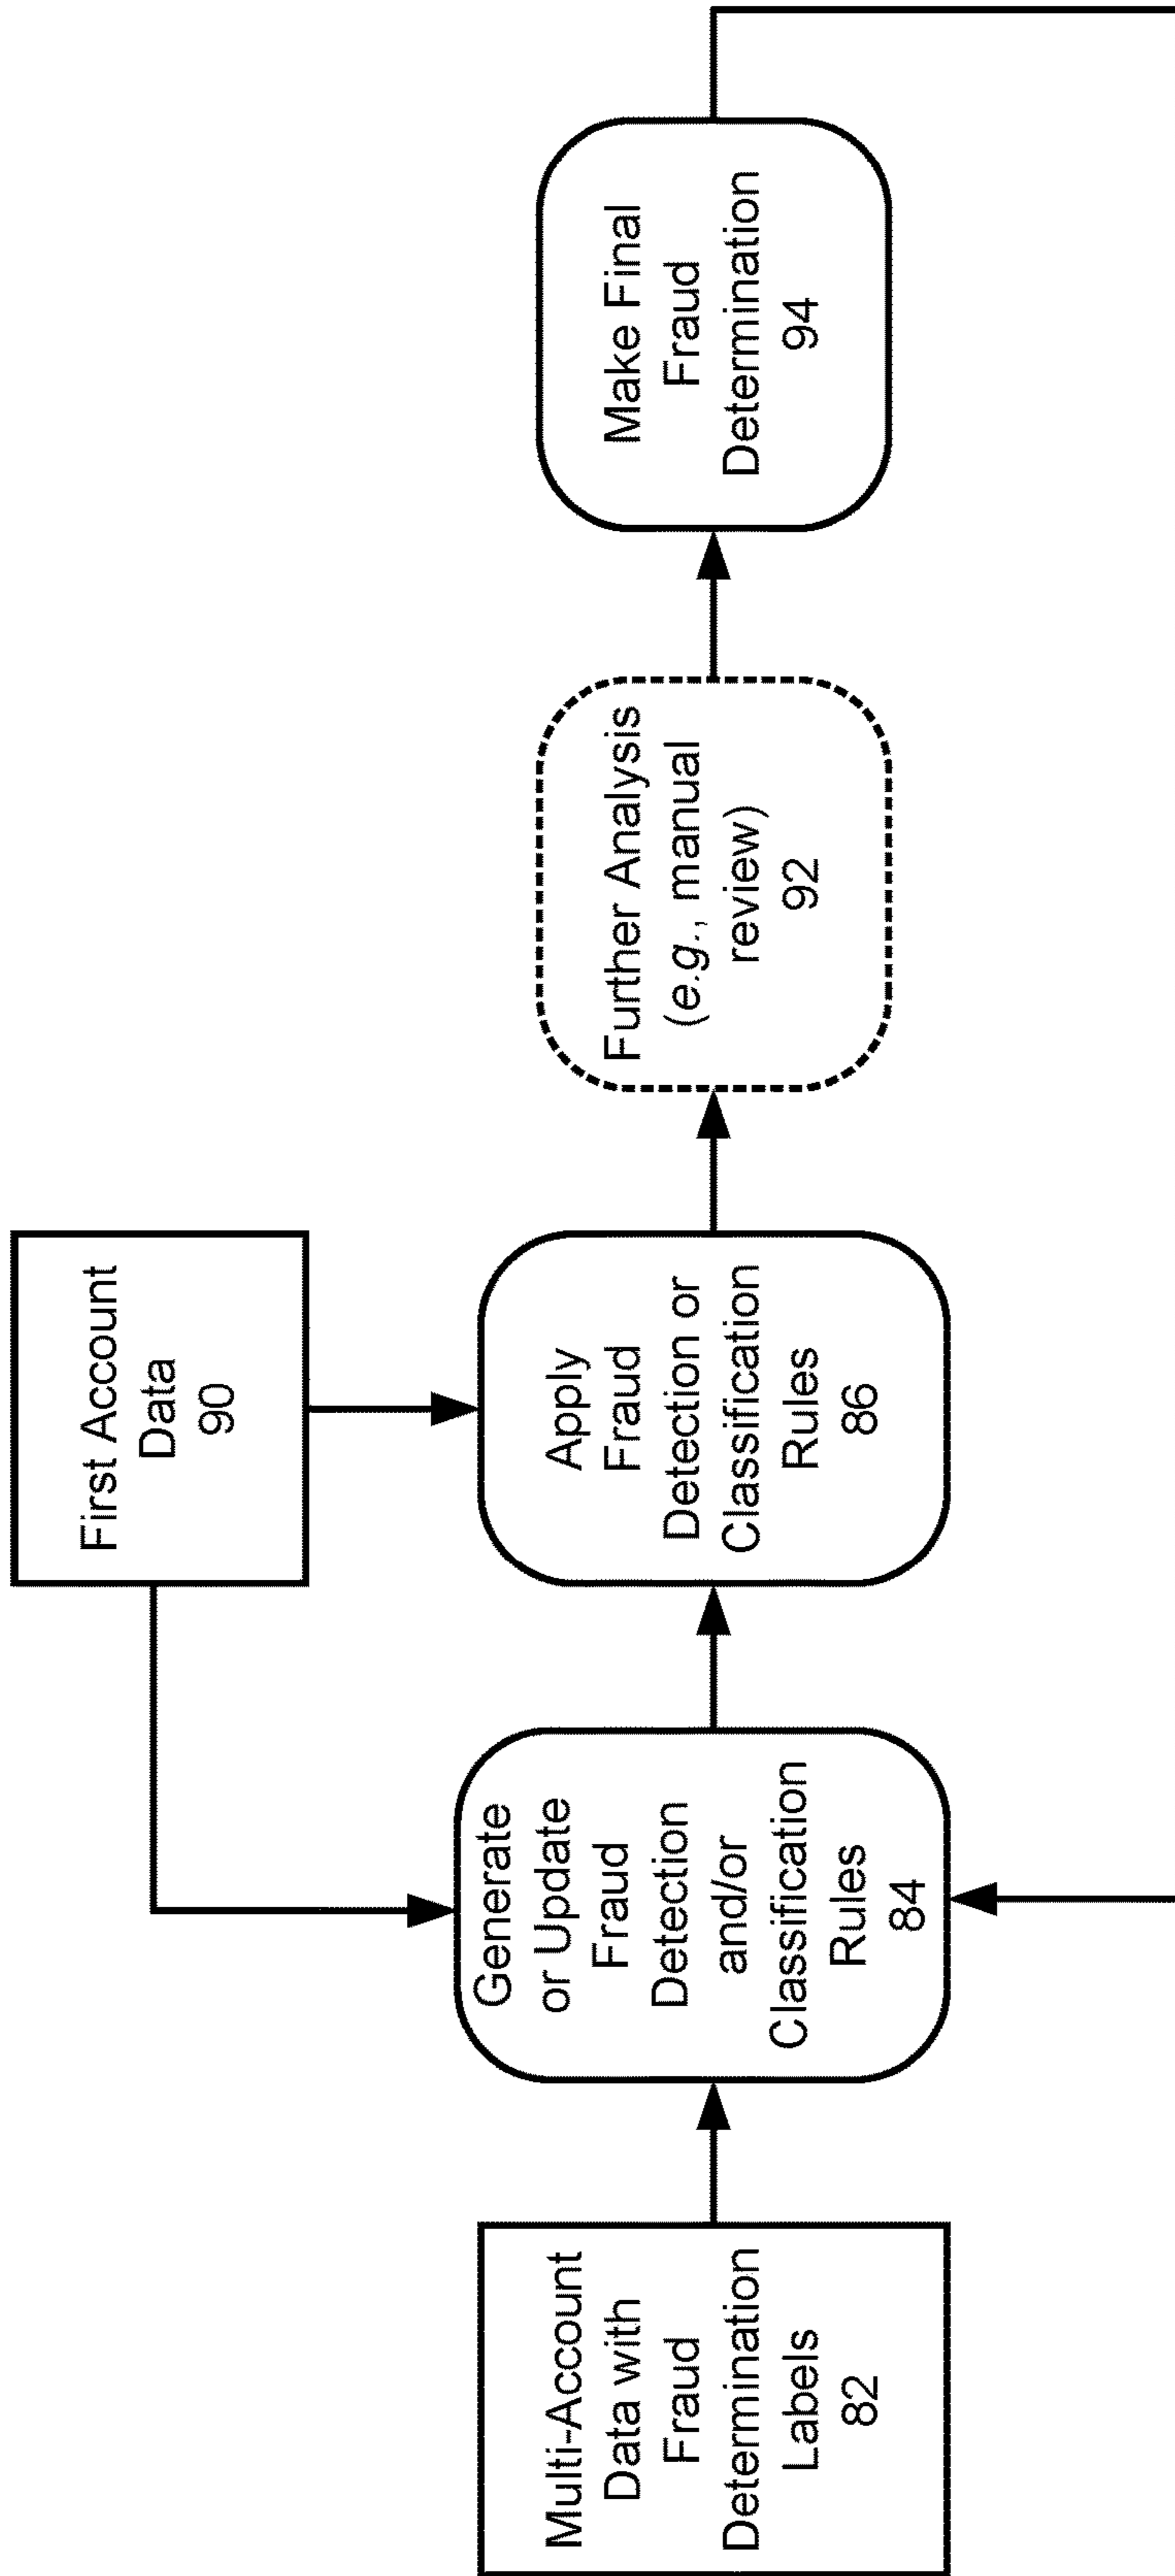 First Account
Data
90
Multi-Account
Data with
Fraud
Determination
Labels
82
Generate
or Update
Fraud
Detection
and/or
Classification
Rules
84
Apply
Fraud
Detection or
Classification
Rules
86
Further Analysis
(e.g., manual
review)
92
Make Final
Fraud
Determination
94